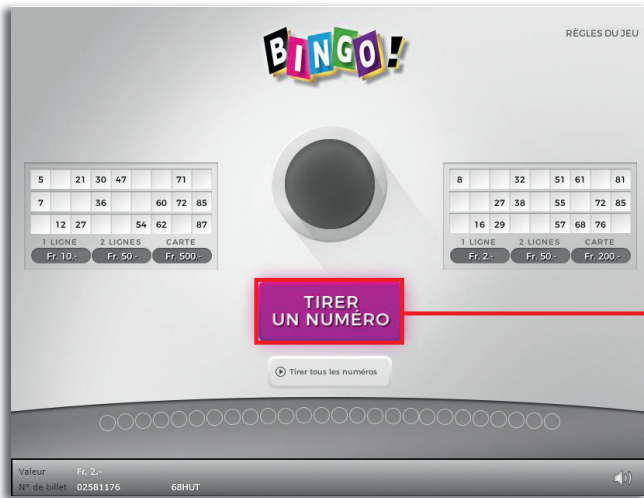 BINGO!
RÈGLES DU JEU
5 21 30 47 71
7 36 60 72 85
12 27 54 62 87
1 LIGNE 2 LIGNES CARTE
Fr. 10.- Fr. 50.- Fr. 500.-
8 32 51 61 81
27 38 55 72 85
16 29 57 68 76
1 LIGNE 2 LIGNES CARTE
Fr. 2.- Fr. 50.- Fr. 200.-
TIRER
UN NUMÉRO
Tirer tous les numéros
Valeur Fr. 2.-
N° de billet 02581176 68HUT